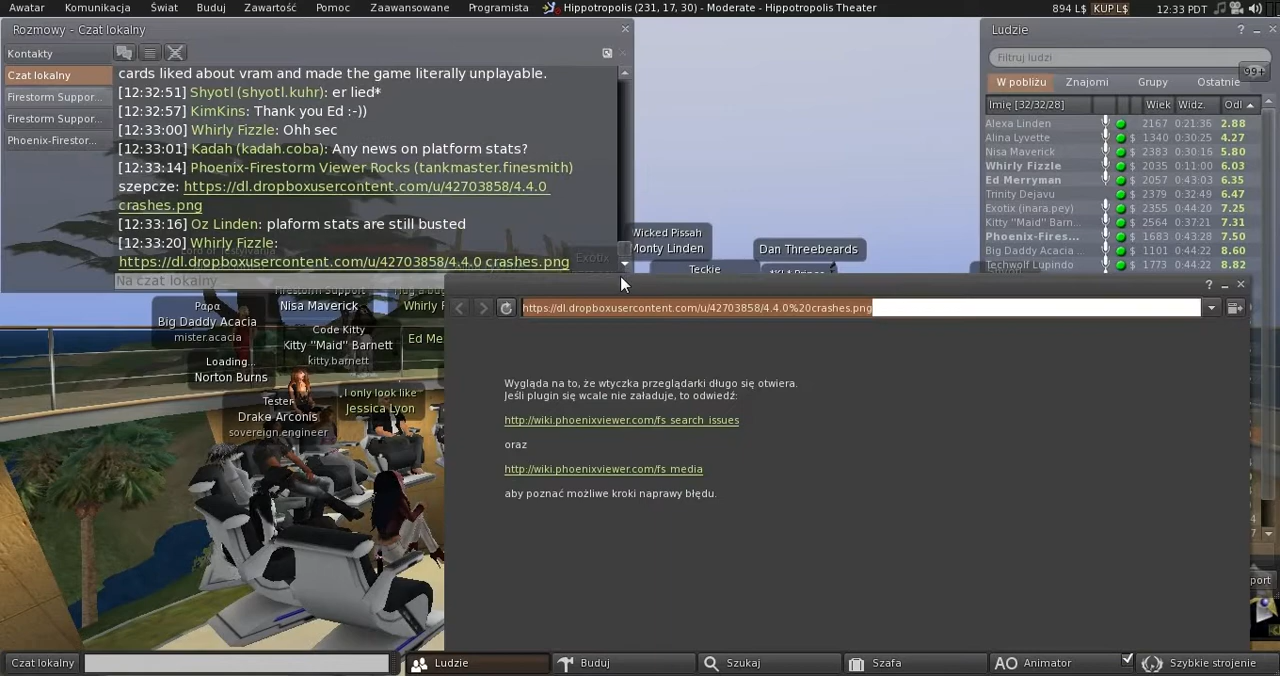 Awatar Komunikacja Świat Buduj Zawartość Pomoc Zaawansowane Programista Hippotropolis (231, 17, 30) - Moderate - Hippotropolis Theater 894 L$ KUP L$ 12:33 PDT
Rozmowy - Czat lokalny
Kontakty
Czat lokalny
Firestorm Suppor...
Firestorm Suppor...
Phoenix-Firestor...
cards liked about vram and made the game literally unplayable.
[12:32:51] Shyotl (shyotl.kuhr): er lied*
[12:32:57] KimKins: Thank you Ed :-))
[12:33:00] Whirly Fizzle: Ohh sec
[12:33:01] Kadah (kadah.coba): Any news on platform stats?
[12:33:14] Phoenix-Firestorm Viewer Rocks (tankmaster.finesmith)
szepcze: https://dl.dropboxusercontent.com/u/42703858/4.4.0
crashes.png
[12:33:16] Oz Linden: plaform stats are still busted
[12:33:20] Whirly Fizzle:
https://dl.dropboxusercontent.com/u/42703858/4.4.0 crashes.png
Na czat lokalny
Exotix
Wicked Pissah
Monty Linden
Dan Threebeards
Teckie
Ludzie
Filtruj ludzi
99+
W pobliżu Znajomi Grupy Ostatnie
Imię [32/32/28] Wiek Widz. Odl
Alexa Linden $ 2167 0:21:36 2.88
Alina Lyvette $ 1340 0:30:25 4.27
Nisa Maverick $ 2383 0:30:16 5.80
Whirly Fizzle $ 2035 0:11:00 6.03
Ed Merryman $ 2057 0:43:03 6.35
Trinity Dejavu $ 2379 0:32:49 6.47
Exotix (inara.pey) $ 2355 0:44:20 7.25
Kitty "Maid" Barn... $ 2564 0:37:21 7.31
Phoenix-Fires... $ 1683 0:43:28 7.50
Big Daddy Acacia ... $ 1101 0:44:22 8.60
Techwolf Lupindo $ 1773 0:44:22 8.82
Papa
Big Daddy Acacia
mister.acacia
Firestorm Support
Nisa Maverick
Whirly F
Code Kitty
Kitty "Maid" Barnett
kitty.barnett
Ed Me
Loading...
Norton Burns
Tester
Drake Arconis
sovereign.engineer
I only look like
Jessica Lyon
https://dl.dropboxusercontent.com/u/42703858/4.4.0%20crashes.png
Wygląda na to, że wtyczka przeglądarki długo się otwiera.
Jeśli plugin się wcale nie załaduje, to odwiedź:
http://wiki.phoenixviewer.com/fs_search_issues
oraz
http://wiki.phoenixviewer.com/fs_media
aby poznać możliwe kroki naprawy błędu.
port
Czat lokalny Ludzie Buduj Szukaj Szafa AO Animator Szybkie strojenie